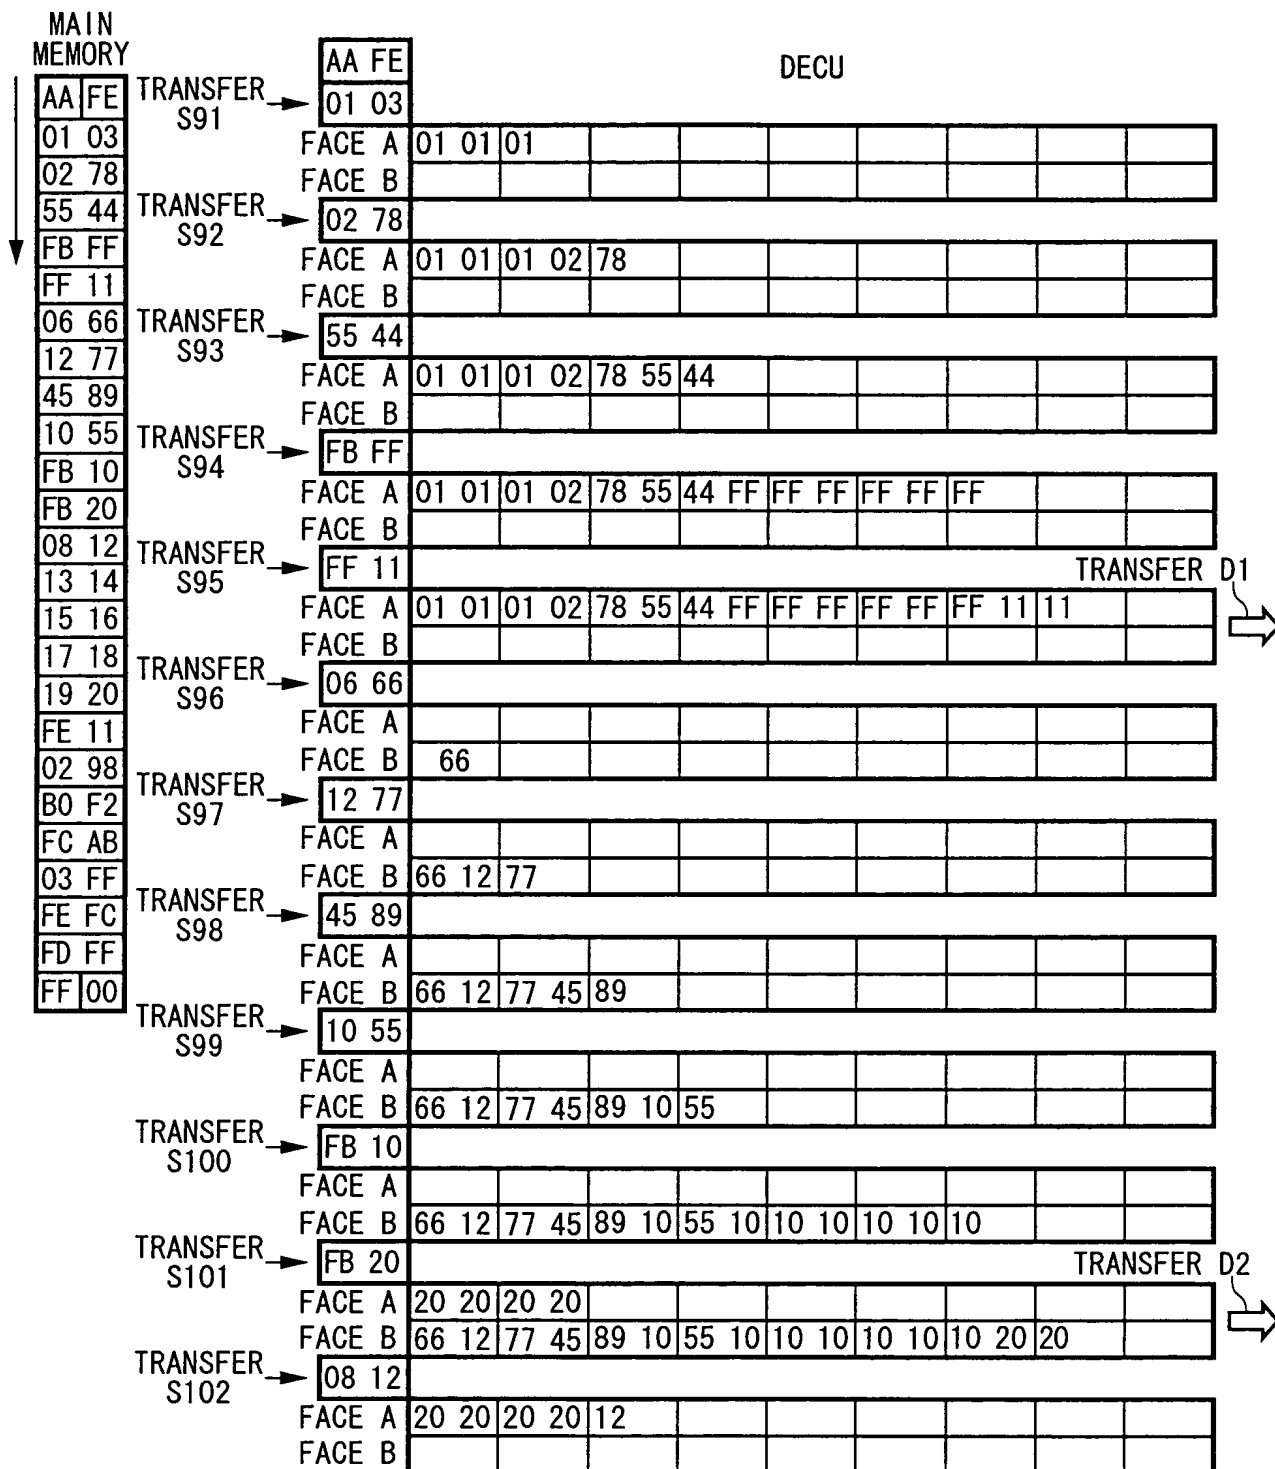 MAIN
MEMORY
AA FE
01 03
02 78
55 44
FB FF
FF 11
06 66
12 77
45 89
10 55
FB 10
FB 20
08 12
13 14
15 16
17 18
19 20
FE 11
02 98
B0 F2
FC AB
03 FF
FE FC
FD FF
FF 00
DECU
AA FE
TRANSFER
S91
01 03
FACE A 01 01 01
FACE B
TRANSFER
S92
02 78
FACE A 01 01 01 02 78
FACE B
TRANSFER
S93
55 44
FACE A 01 01 01 02 78 55 44
FACE B
TRANSFER
S94
FB FF
FACE A 01 01 01 02 78 55 44 FF FF FF FF FF FF
FACE B
TRANSFER
S95
FF 11
TRANSFER D1
FACE A 01 01 01 02 78 55 44 FF FF FF FF FF FF 11 11
FACE B
TRANSFER
S96
06 66
FACE A
FACE B 66
TRANSFER
S97
12 77
FACE A
FACE B 66 12 77
TRANSFER
S98
45 89
FACE A
FACE B 66 12 77 45 89
TRANSFER
S99
10 55
FACE A
FACE B 66 12 77 45 89 10 55
TRANSFER
S100
FB 10
FACE A
FACE B 66 12 77 45 89 10 55 10 10 10 10 10 10
TRANSFER
S101
FB 20
TRANSFER D2
FACE A 20 20 20 20
FACE B 66 12 77 45 89 10 55 10 10 10 10 10 10 20 20
TRANSFER
S102
08 12
FACE A 20 20 20 20 12
FACE B